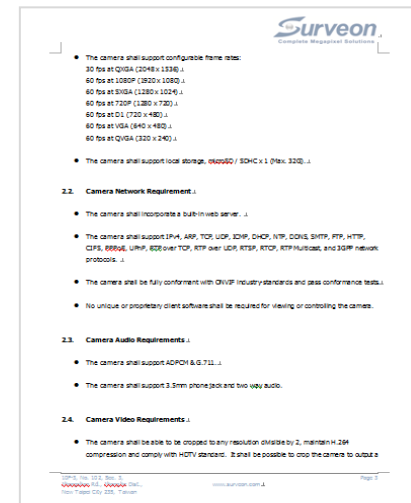 Surveon
Complete Megapixel Solutions
The camera shall support configurable frame rates:
30 fps at QXGA (2048 x 1536)
60 fps at 1080P (1920 x 1080)
60 fps at SXGA (1280 x 1024)
60 fps at 720P (1280 x 720)
60 fps at D1 (720 x 480)
60 fps at VGA (640 x 480)
60 fps at QVGA (320 x 240)
The camera shall support local storage, microSD / SDHC x 1 (Max. 32G)
2.2. Camera Network Requirement
The camera shall incorporate a built-in web server.
The camera shall support IPv4, ARP, TCP, UDP, ICMP, DHCP, NTP, DDNS, SMTP, FTP, HTTP,
CIFS, PPPoE, UPnP, RTP over TCP, RTP over UDP, RTSP, RTCP, RTP Multicast, and 3GPP network
protocols.
The camera shall be fully conformant with ONVIF industry standards and pass conformance tests.
No unique or proprietary client software shall be required for viewing or controlling the camera.
2.3. Camera Audio Requirements
The camera shall support ADPCM & G.711.
The camera shall support 3.5mm phone jack and two way audio.
2.4. Camera Video Requirements
The camera shall be able to be cropped to any resolution divisible by 2, maintain H.264
compression and comply with HDTV standard. It shall be possible to crop the camera to output a
Page 3
www.surveon.com
New Taipei City 235, Taiwan